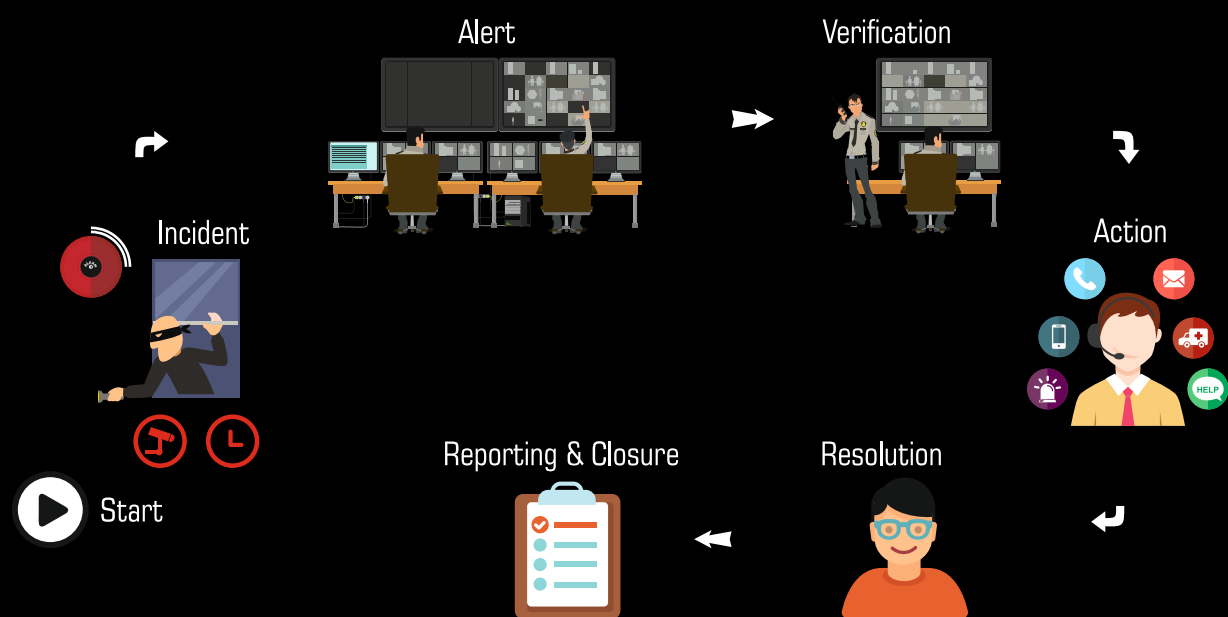 Alert
Verification
Incident
Action
HELP
Reporting & Closure
Resolution
Start